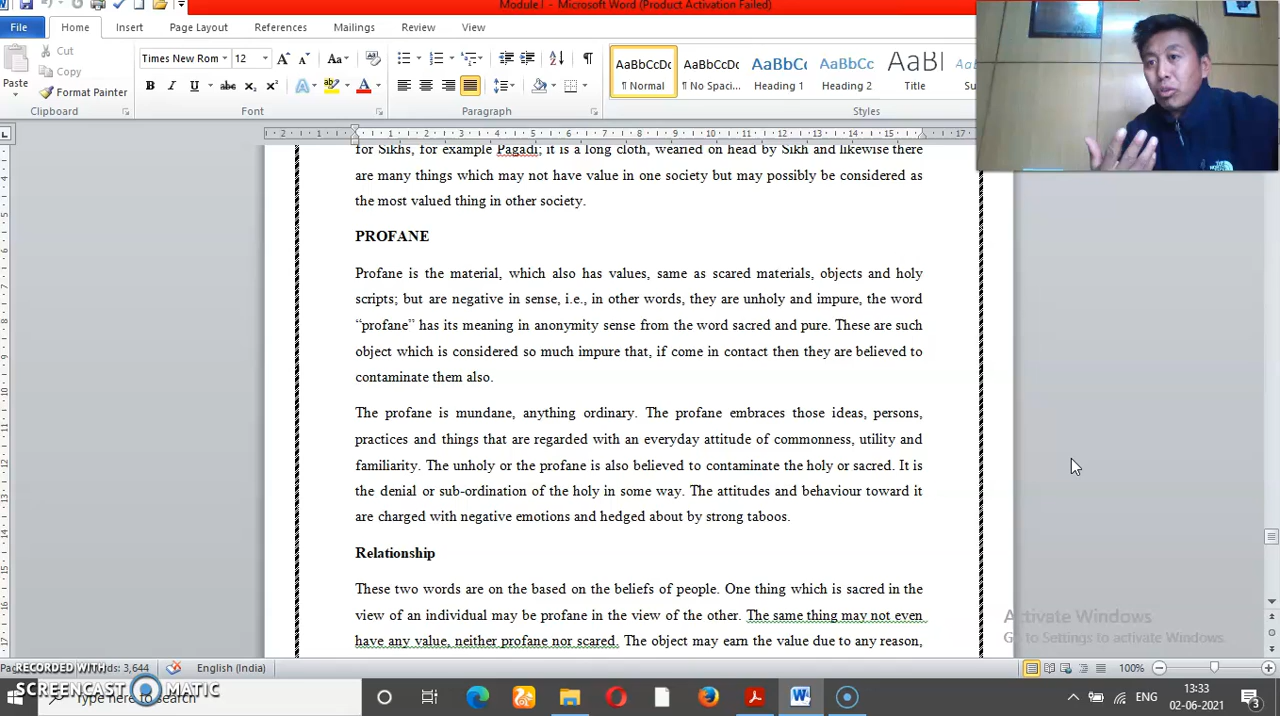 Module I - Microsoft Word (Product Activation Failed)
File Home Insert Page Layout References Mailings Review View
Cut
Copy
Format Painter
Paste
Clipboard
Times New Rom 12
Font
Paragraph
AaBbCcDc AaBbCcDc AaBbCc AaBbCc AaBl
¶ Normal ¶ No Spaci... Heading 1 Heading 2 Title
Styles
for Sikhs, for example Pagadi; it is a long cloth, wearied on head by Sikh and likewise there
are many things which may not have value in one society but may possibly be considered as
the most valued thing in other society.
PROFANE
Profane is the material, which also has values, same as scared materials, objects and holy
scripts; but are negative in sense, i.e., in other words, they are unholy and impure, the word
“profane” has its meaning in anonymity sense from the word sacred and pure. These are such
object which is considered so much impure that, if come in contact then they are believed to
contaminate them also.
The profane is mundane, anything ordinary. The profane embraces those ideas, persons,
practices and things that are regarded with an everyday attitude of commonness, utility and
familiarity. The unholy or the profane is also believed to contaminate the holy or sacred. It is
the denial or sub-ordination of the holy in some way. The attitudes and behaviour toward it
are charged with negative emotions and hedged about by strong taboos.
Relationship
These two words are on the based on the beliefs of people. One thing which is sacred in the
view of an individual may be profane in the view of the other. The same thing may not even
have any value, neither profane nor scared. The object may earn the value due to any reason,
Activate Windows
Go to Settings to activate Windows.
3,644 English (India) 100%
RECORDED WITH
SCREENCAST MATIC
Type here to search
ENG
13:33
02-06-2021
3